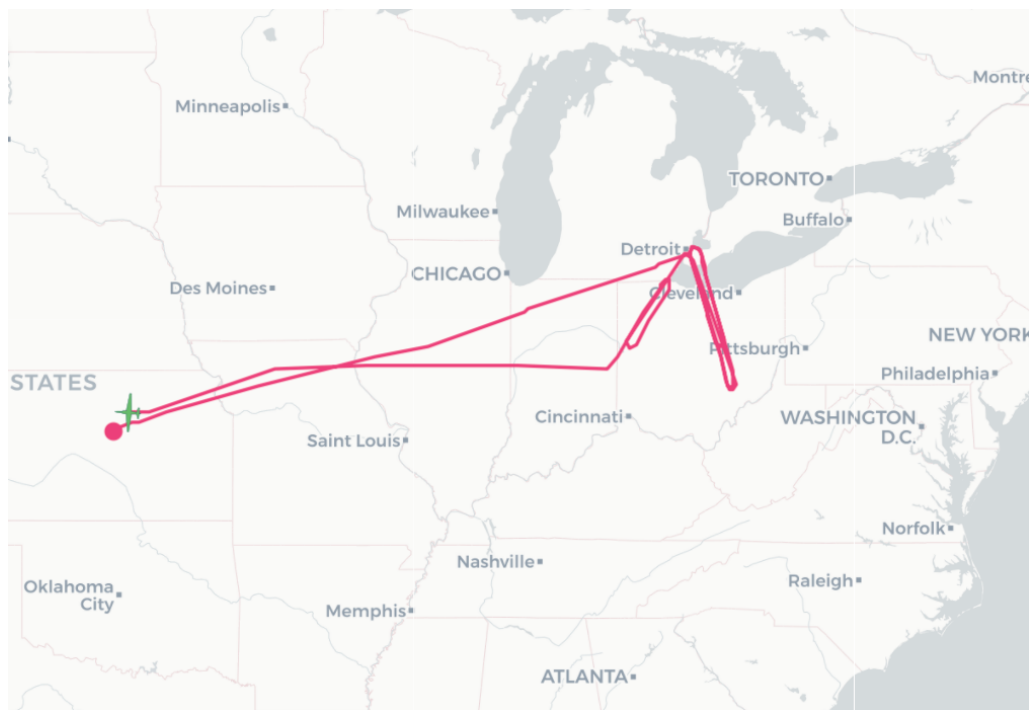 Montre
Minneapolis
TORONTO
Milwaukee
Buffalo
Detroit
CHICAGO
Des Moines
Cleveland
NEW YORK
Pittsburgh
STATES
Philadelphia
Cincinnati
WASHINGTON
D.C.
Saint Louis
Norfolk
Nashville
Oklahoma
City
Raleigh
Memphis
ATLANTA